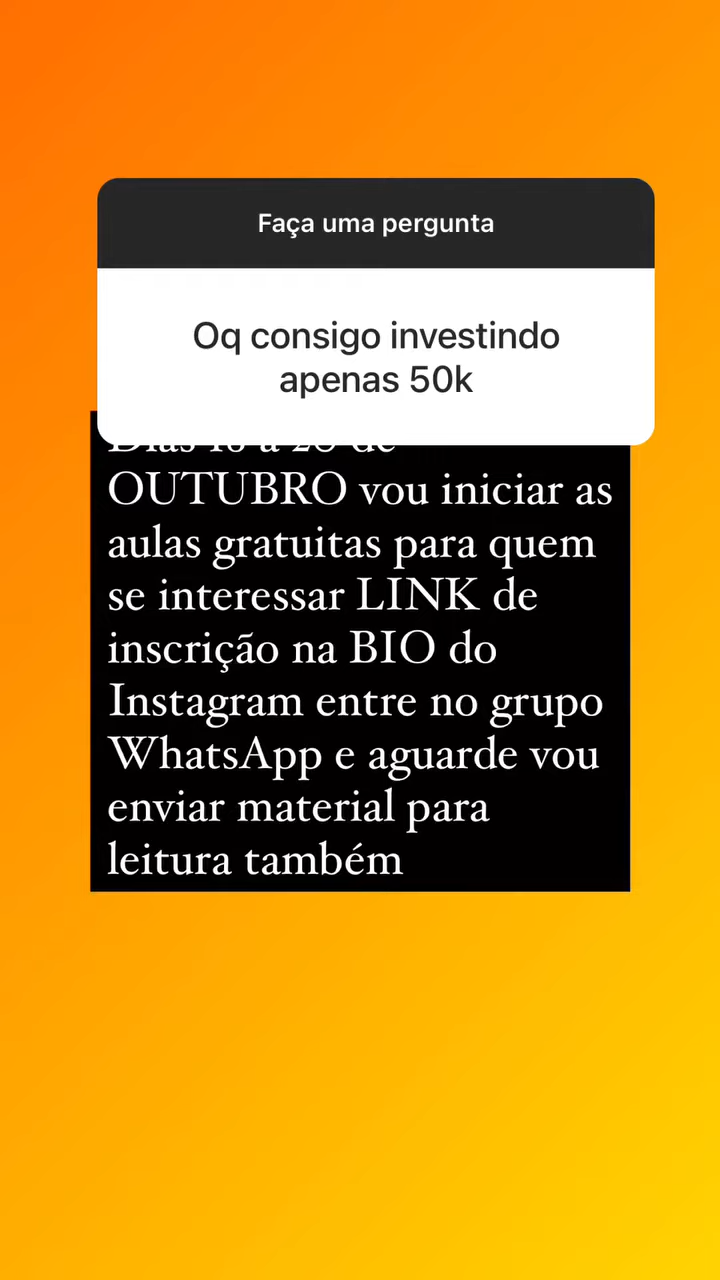 Faça uma pergunta
Oq consigo investindo
apenas 50k
OUTUBRO vou iniciar as
aulas gratuitas para quem
se interessar LINK de
inscrição na BIO do
Instagram entre no grupo
WhatsApp e aguarde vou
enviar material para
leitura também